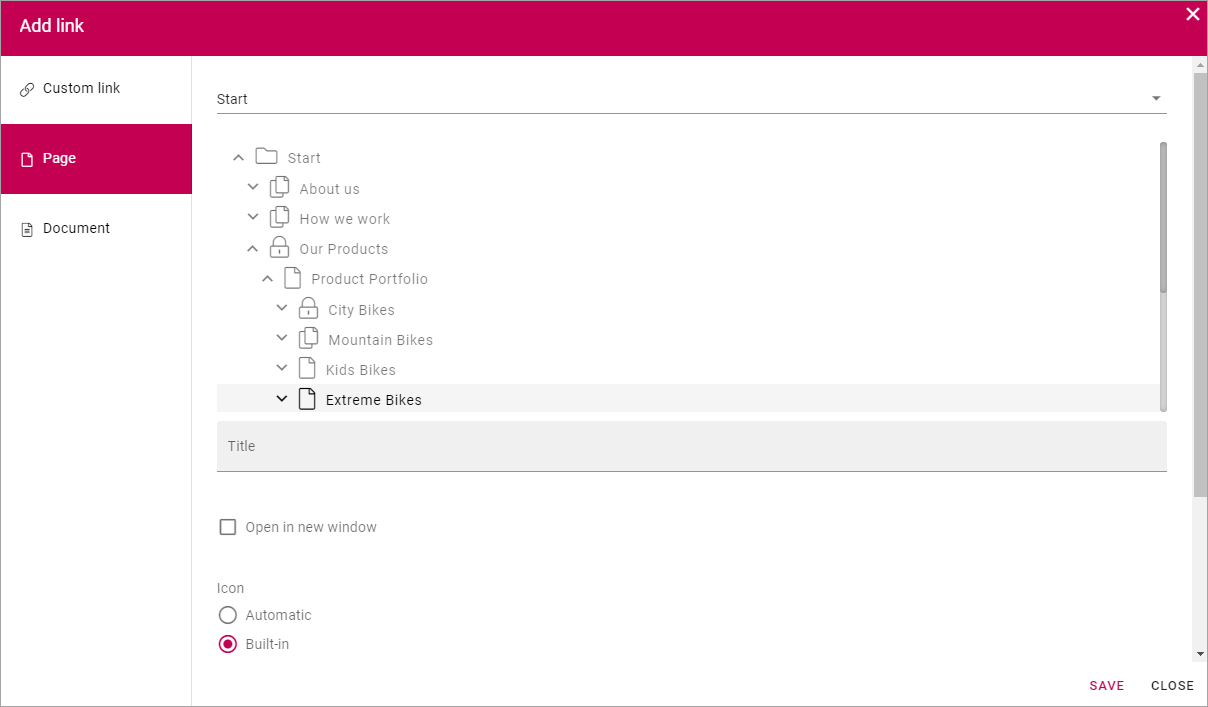 Add link
Custom link
Page
Document
Start
Start
About us
How we work
Our Products
Product Portfolio
City Bikes
Mountain Bikes
Kids Bikes
Extreme Bikes
Title
Open in new window
Icon
Automatic
Built-in
SAVE CLOSE